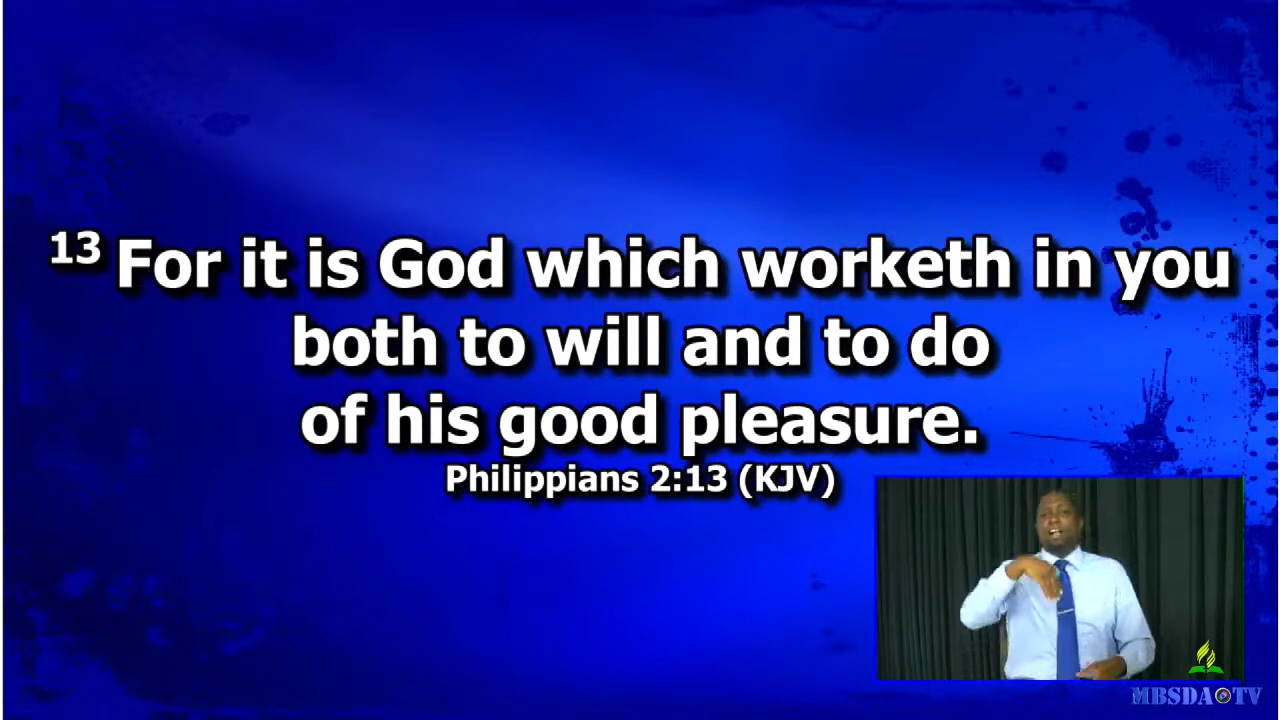 13 For it is God which worketh in you
both to will and to do
of his good pleasure.
Philippians 2:13 (KJV)
MBSDA TV